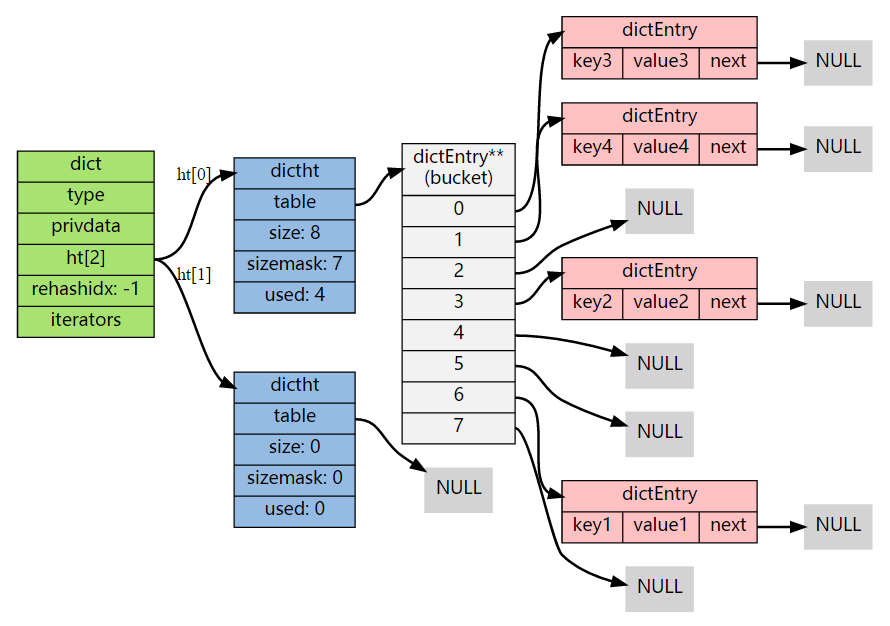 dict
type
privdata
ht[2]
rehashidx: -1
iterators
ht[0]
ht[1]
dictht
table
size: 8
sizemask: 7
used: 4
dictht
table
size: 0
sizemask: 0
used: 0
NULL
dictEntry**
(bucket)
0
1
2
3
4
5
6
7
dictEntry
key3 value3 next
NULL
dictEntry
key4 value4 next
NULL
NULL
dictEntry
key2 value2 next
NULL
NULL
NULL
dictEntry
key1 value1 next
NULL
NULL